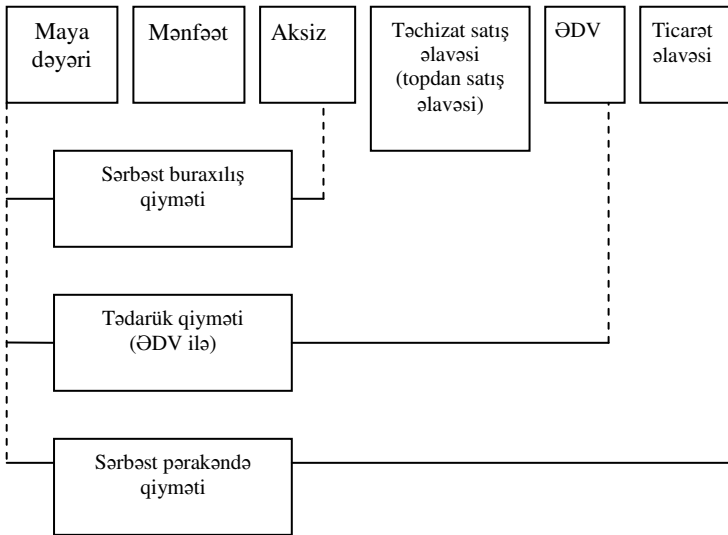 Maya
dəyəri
Mənfəət
Aksiz
Təchizat satış
əlavəsi
(topdan satış
əlavəsi)
ƏDV
Ticarət
əlavəsi
Sərbəst buraxılış
qiyməti
Tədarük qiyməti
(ƏDV ilə)
Sərbəst pərakəndə
qiyməti